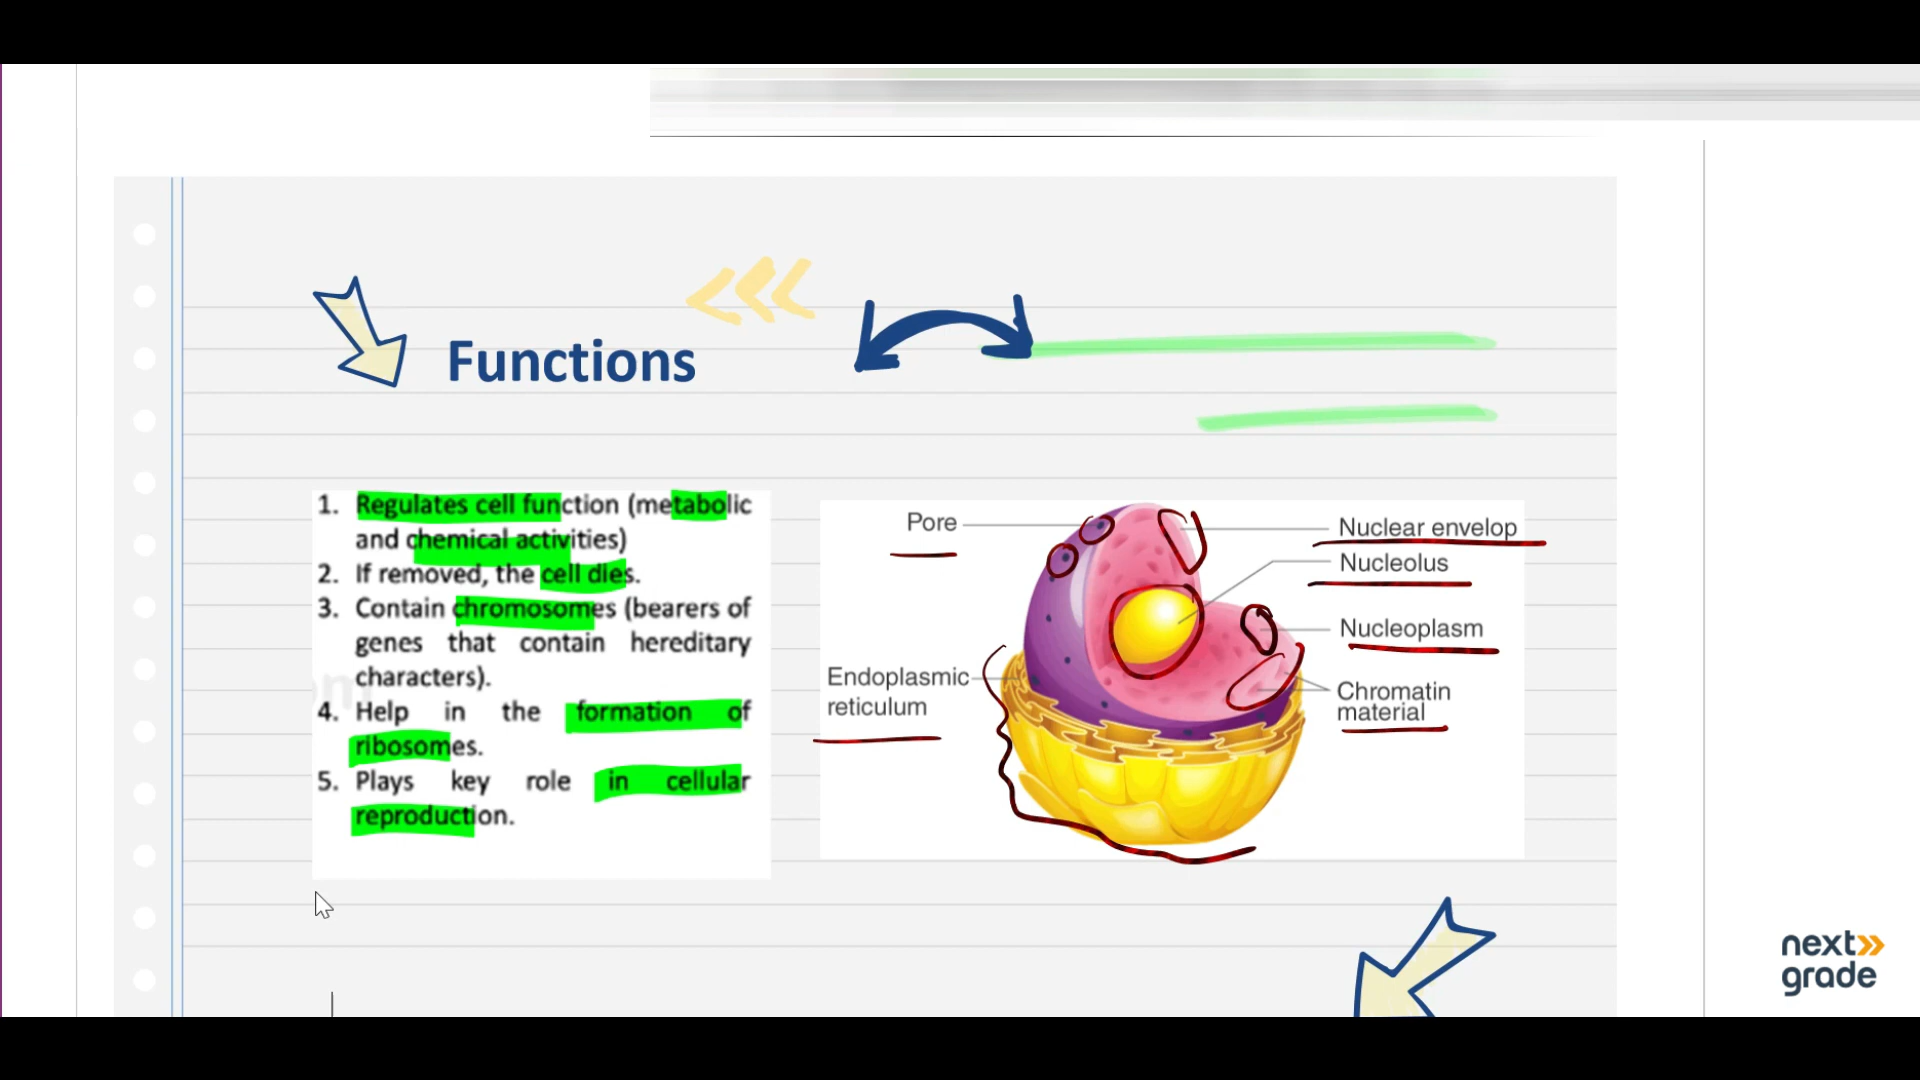 Functions
1. Regulates cell function (metabolic
and chemical activities)
2. If removed, the cell dies.
3. Contain chromosomes (bearers of
genes that contain hereditary
characters).
4. Help in the formation of
ribosomes.
5. Plays key role in cellular
reproduction.
Pore
Nuclear envelop
Nucleolus
Nucleoplasm
Endoplasmic
reticulum
Chromatin
material
next
grade